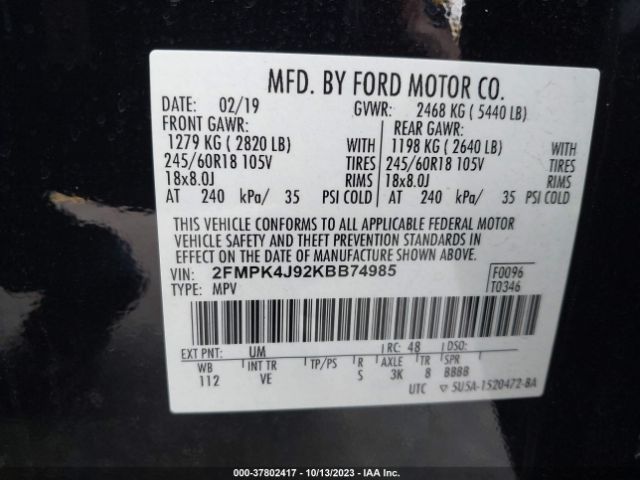 MFD. BY FORD MOTOR CO.
DATE: 02/19 GVWR: 2468 KG ( 5440 LB)
FRONT GAWR: REAR GAWR:
1279 KG ( 2820 LB) WITH 1198 KG ( 2640 LB) WITH
245/60R18 105V TIRES 245/60R18 105V TIRES
18x8.0J RIMS 18x8.0J RIMS
AT 240 kPa/ 35 PSI COLD AT 240 kPa/ 35 PSI COLD
THIS VEHICLE CONFORMS TO ALL APPLICABLE FEDERAL MOTOR
VEHICLE SAFETY AND THEFT PREVENTION STANDARDS IN
EFFECT ON THE DATE OF MANUFACTURE SHOWN ABOVE.
VIN: 2FMPK4J92KBB74985 F0096
TYPE: MPV T0346
EXT PNT: UM RC: 48 DSO:
WB INT TR TP/PS R AXLE TR SPR
112 VE S 3K 8 BBBB
UTC ▽ 5U5A-1520472-BA
000-37802417 - 10/13/2023 - IAA Inc.